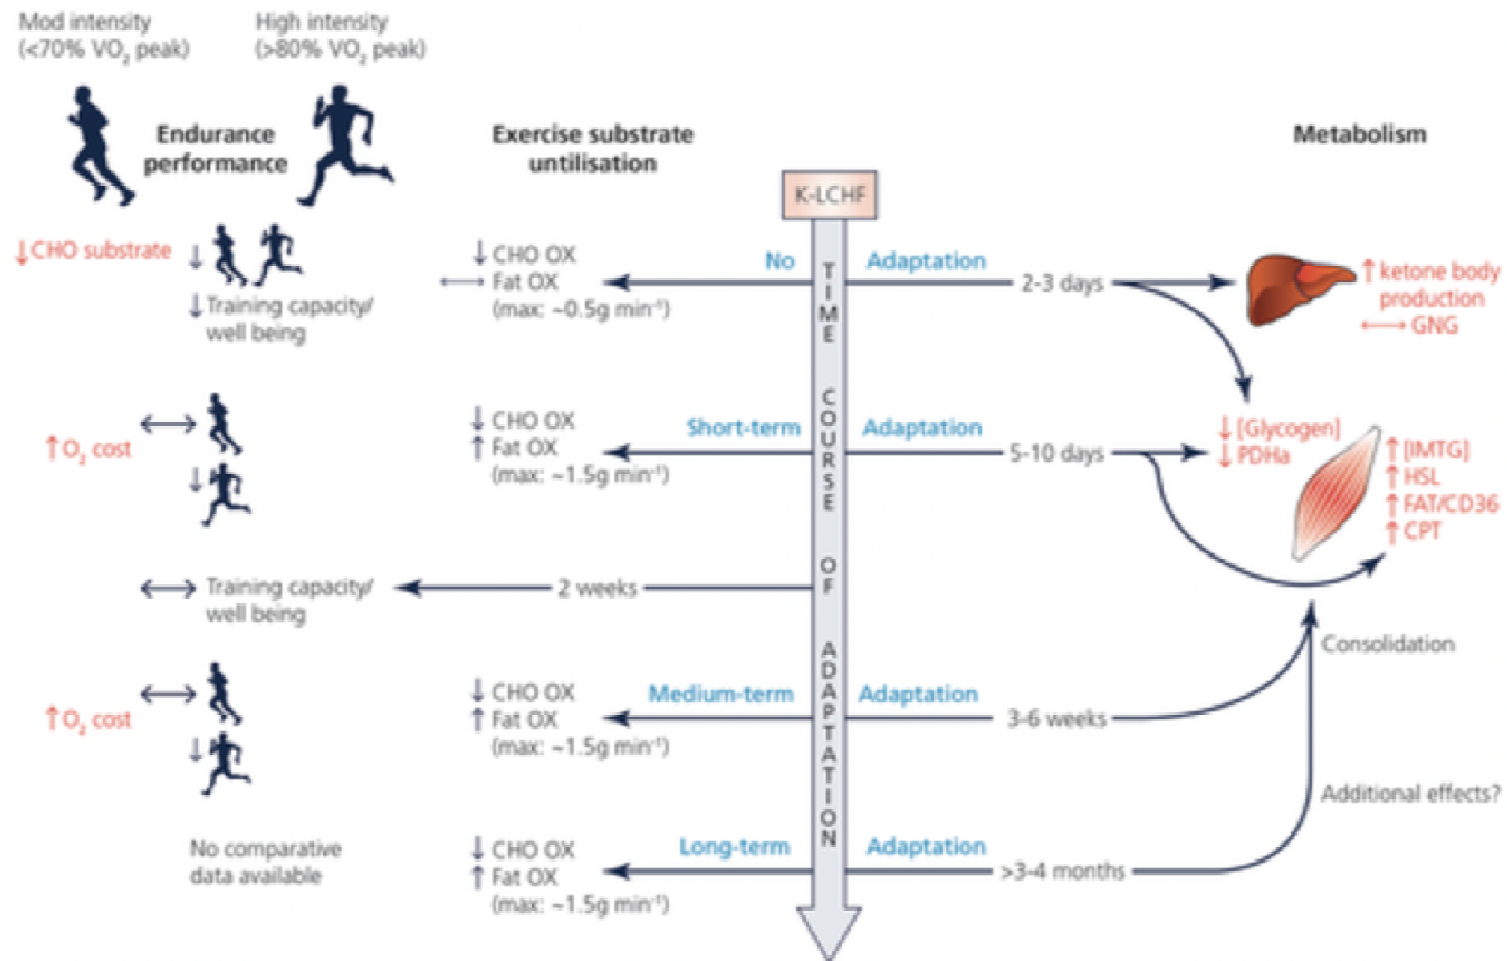 Mod intensity
(<70% VO₂ peak)
High intensity
(>80% VO₂ peak)
Endurance
performance
Exercise substrate
untilisation
Metabolism
K-LCHF
TIME COURSE OF ADAPTATION
↓CHO substrate
↓
↓Training capacity/
well being
↓ CHO OX
↔ Fat OX
(max: ~0.5g min⁻¹)
No
Adaptation
2-3 days
↑ ketone body
production
↔ GNG
↑O₂ cost
↔
↓
↓ CHO OX
↑ Fat OX
(max: ~1.5g min⁻¹)
Short-term
Adaptation
5-10 days
↓ [Glycogen]
↓ PDHa
↑ [IMTG]
↑ HSL
↑ FAT/CD36
↑ CPT
↔ Training capacity/
well being
2 weeks
Consolidation
↑O₂ cost
↔
↓
↓ CHO OX
↑ Fat OX
(max: ~1.5g min⁻¹)
Medium-term
Adaptation
3-6 weeks
Additional effects?
No comparative
data available
↓ CHO OX
↑ Fat OX
(max: ~1.5g min⁻¹)
Long-term
Adaptation
>3-4 months